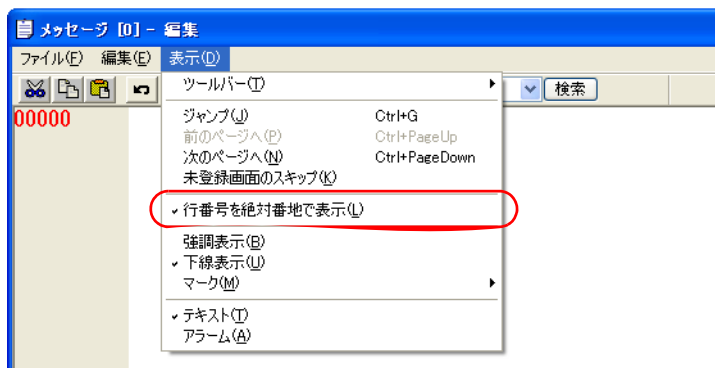 メッセージ [0] - 編集
ファイル(F) 編集(E) 表示(D)
検索
00000
ツールバー(T)
ジャンプ(J) Ctrl+G
前のページへ(P) Ctrl+PageUp
次のページへ(N) Ctrl+PageDown
未登録画面のスキップ(K)
行番号を絶対番地で表示(L)
強調表示(B)
下線表示(U)
マーク(M)
テキスト(T)
アラーム(A)